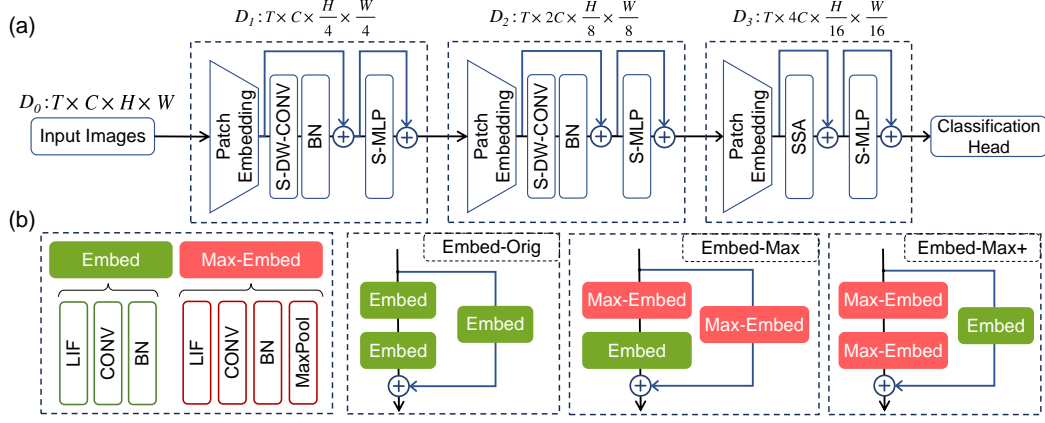 (a)
D₁: T × C × H/4 × W/4
D₂: T × 2C × H/8 × W/8
D₃: T × 4C × H/16 × W/16
D₀: T × C × H × W
Input Images
Patch Embedding
S-DW-CONV
BN
+
S-MLP
+
Patch Embedding
S-DW-CONV
BN
+
S-MLP
+
Patch Embedding
SSA
+
S-MLP
+
Classification
Head
(b)
Embed
Max-Embed
LIF
CONV
BN
LIF
CONV
BN
MaxPool
Embed-Orig
Embed
Embed
Embed
+
Embed-Max
Max-Embed
Max-Embed
Embed
+
Embed-Max+
Max-Embed
Embed
Max-Embed
+